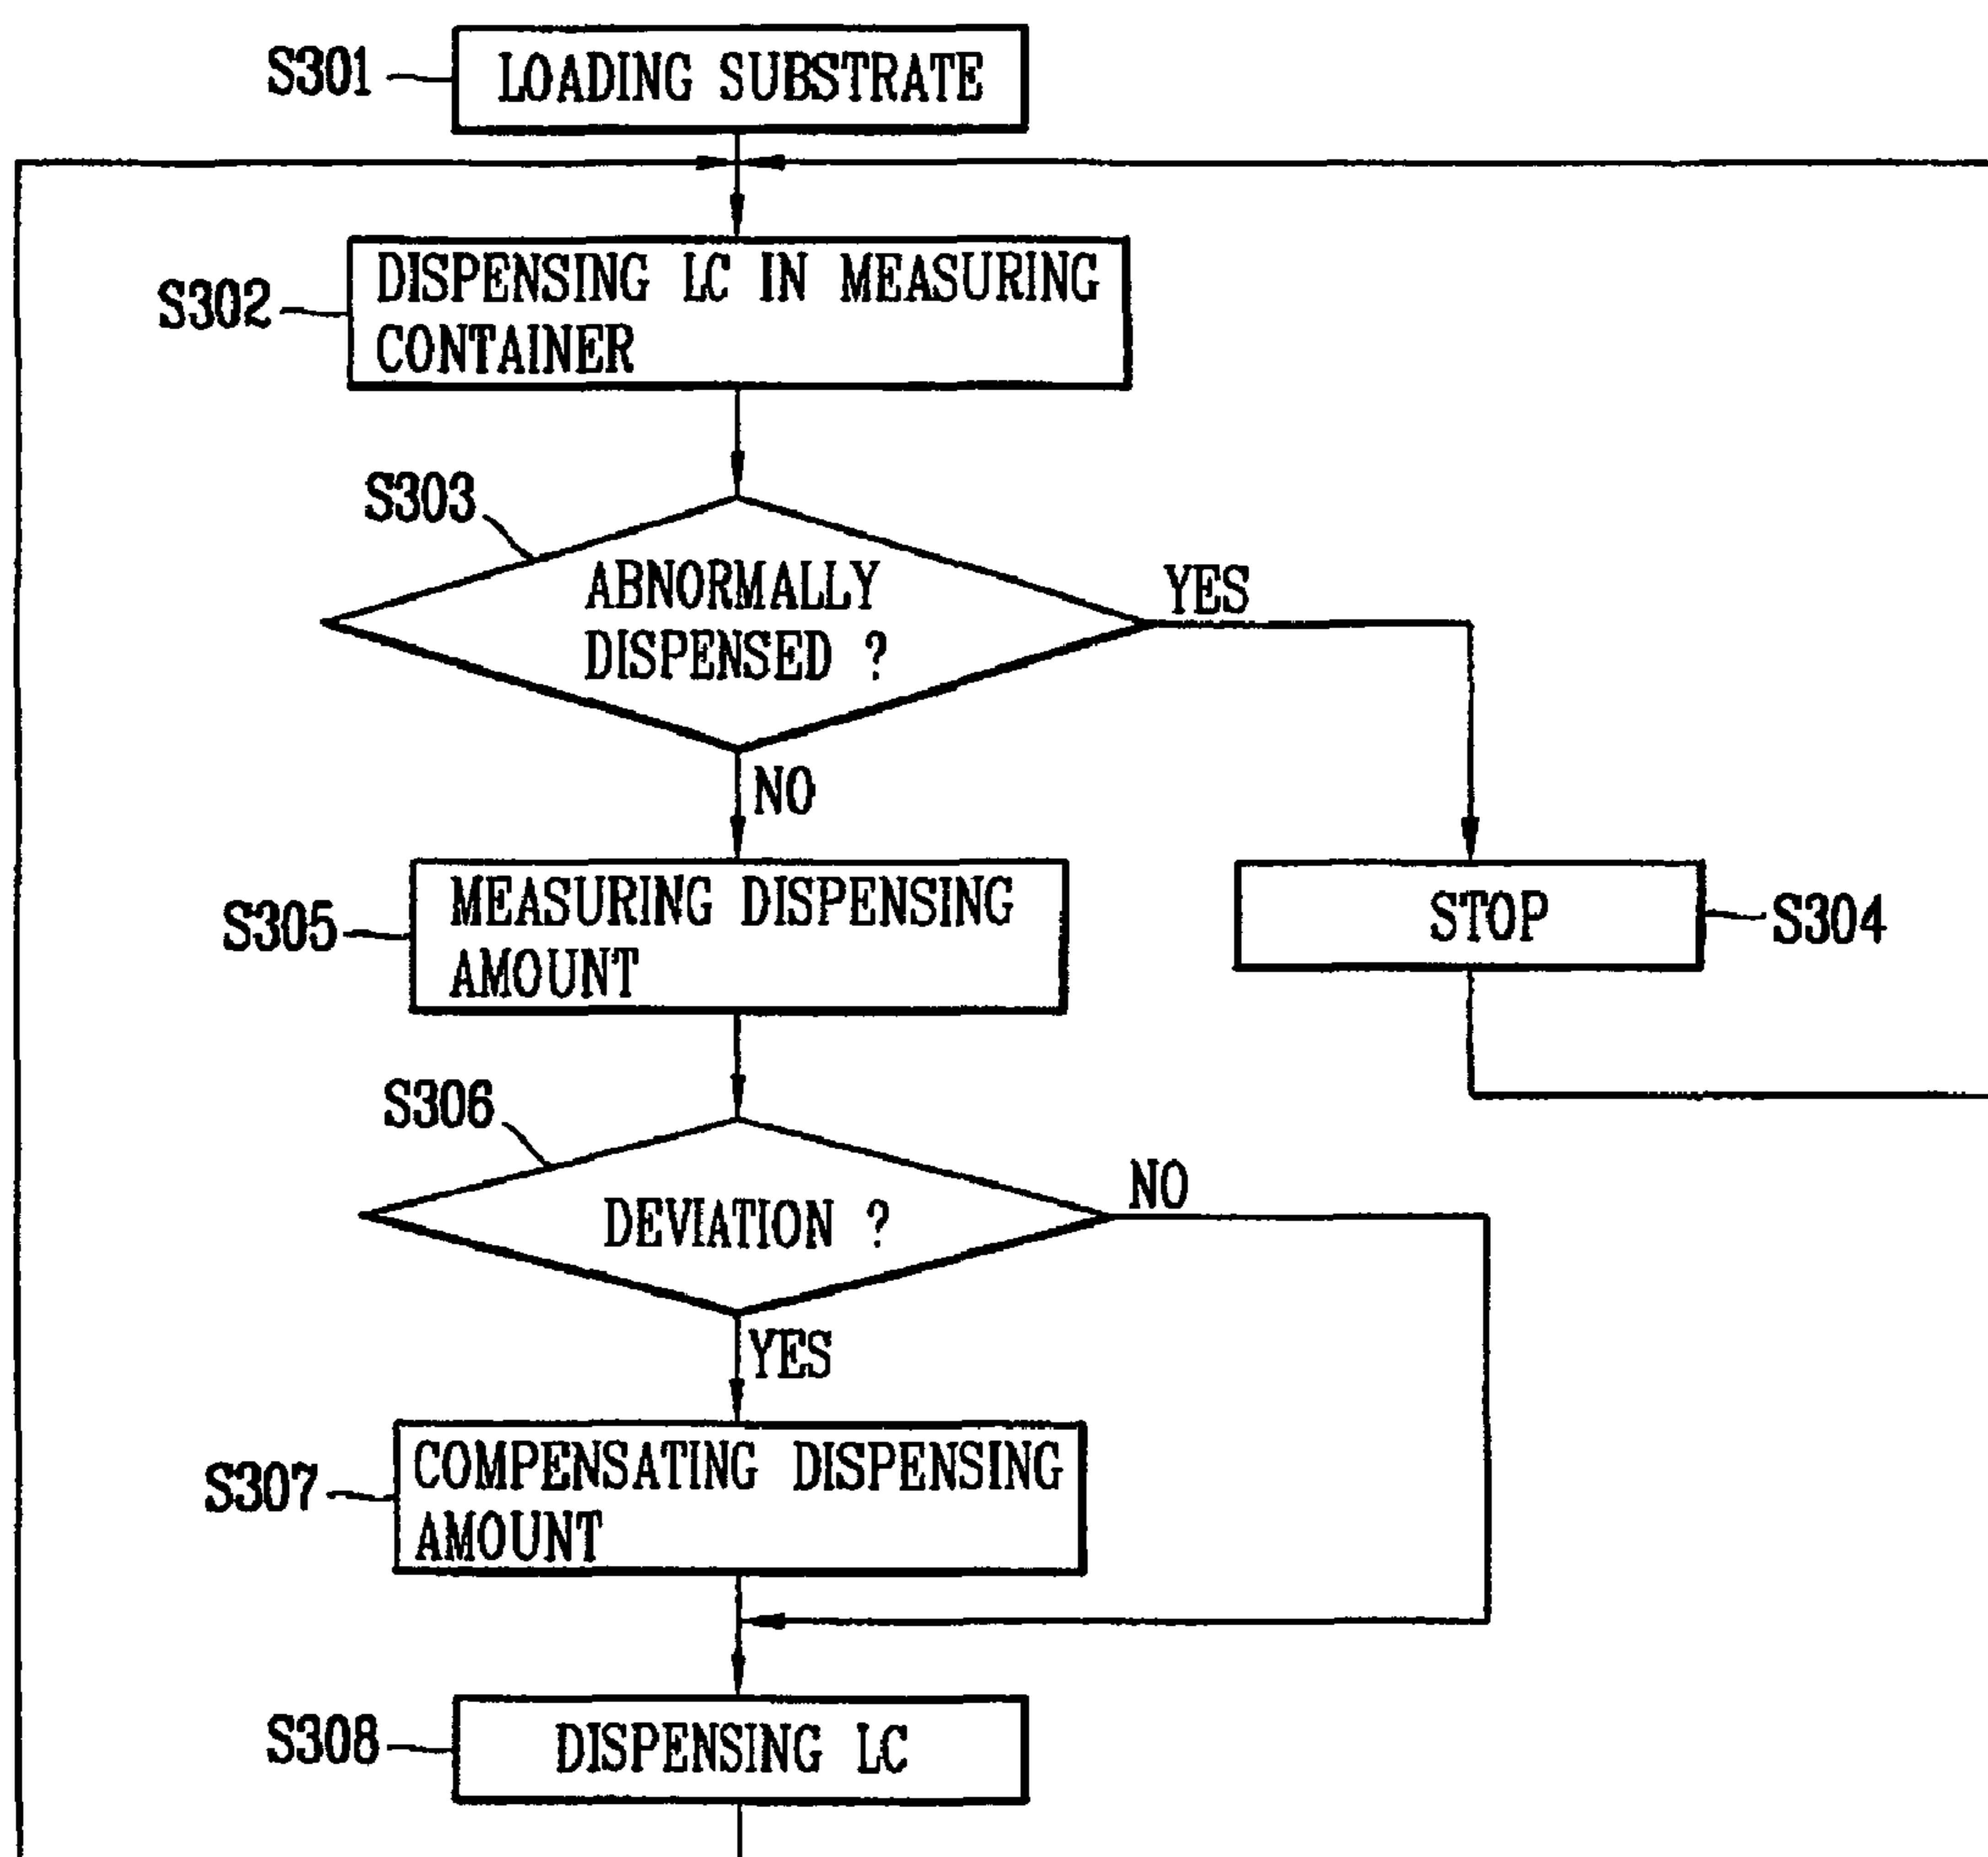 S301
LOADING SUBSTRATE
S302
DISPENSING LC IN MEASURING
CONTAINER
S303
ABNORMALLY
DISPENSED ?
YES
NO
S305
MEASURING DISPENSING
AMOUNT
STOP
S304
S306
DEVIATION ?
NO
YES
S307
COMPENSATING DISPENSING
AMOUNT
S308
DISPENSING LC